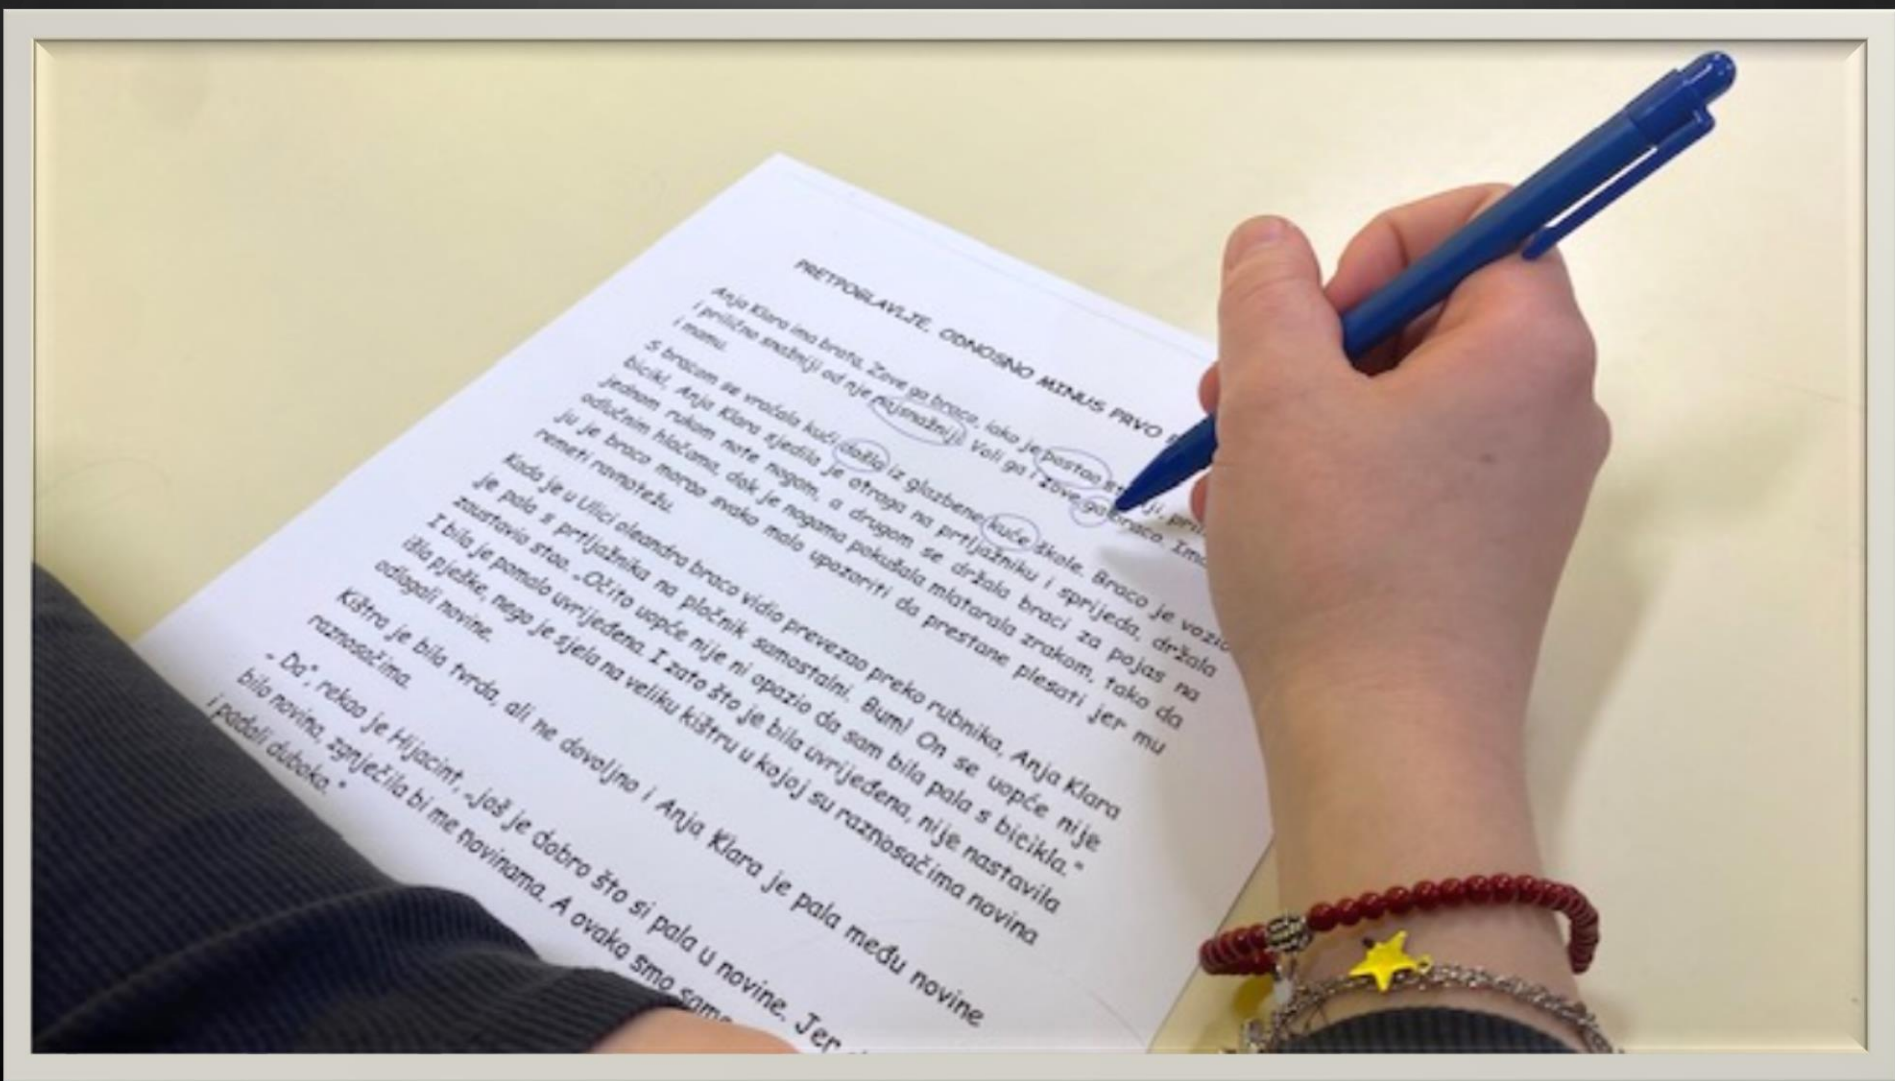 PRETPOGLAVLJE, ODNOSNO MINUS PRVO
Anja Klara ima brata. Zove ga braco, iako je postao
i prilično snažniji od nje najsnažniji. Voli ga i zove ga braco. Ima
i mamu.
S bracom se vraćala kući došla iz glazbene kuće škole. Braco je vozio
bicikl, Anja Klara sjedila je otraga na prtljažniku i sprijeda, držala
jednom rukom note nogom, a drugom se držala braci za pojas na
odlučnim hlačama, dok je nogama pokušala mlatarala zrakom, tako da
ju je braco morao svako malo upozoriti da prestane plesati jer mu
remeti ravnotežu.
Kada je u Ulici oleandra braco vidio prevezao preko rubnika, Anja Klara
je pala s prtljažnika na pločnik samostalni. Bum! On se uopće nije
zaustavio stao. „Očito uopće nije ni opazio da sam bila pala s bicikla.“
I bila je pomalo uvrijeđena. I zato što je bila uvrijeđena, nije nastavila
išla pješke, nego je sjela na veliku kištru u kojoj su raznosačima novina
odlagali novine.
Kištra je bila tvrda, ali ne dovoljno i Anja Klara je pala među novine
raznosačima.
„ Da“, rekao je Hijacint, „još je dobro što si pala u novine. Jer
bilo novina, zgnječila bi me novinama. A ovako smo samo
i padali duboko.“